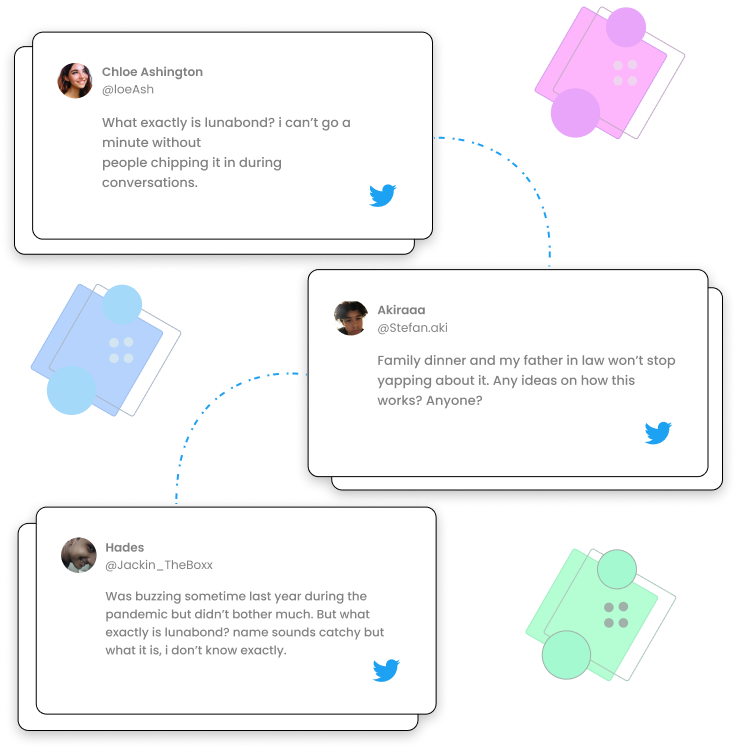 Chloe Ashington
@loeAsh
What exactly is lunabond? i can’t go a
minute without
people chipping it in during
conversations.
Akiraaa
@Stefan.aki
Family dinner and my father in law won’t stop
yapping about it. Any ideas on how this
works? Anyone?
Hades
@Jackin_TheBoxx
Was buzzing sometime last year during the
pandemic but didn’t bother much. But what
exactly is lunabond? name sounds catchy but
what it is, i don’t know exactly.